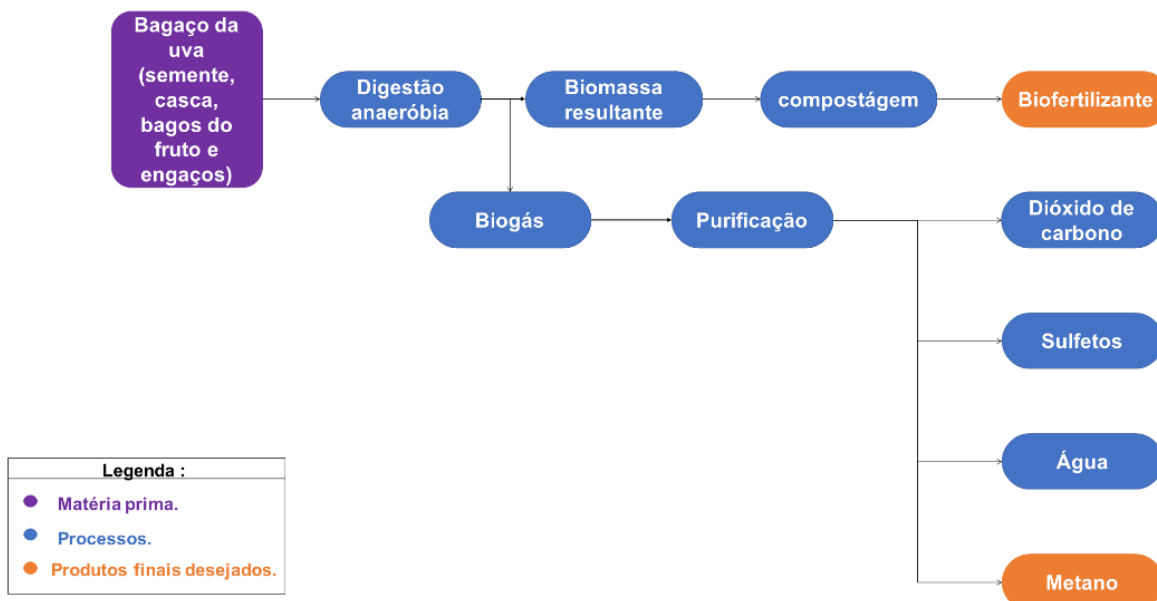 Bagaço da
uva
(semente,
casca,
bagos do
fruto e
engaços)
Digestão
anaeróbia
Biomassa
resultante
compostágem
Biofertilizante
Biogás
Purificação
Dióxido de
carbono
Sulfetos
Água
Metano
Legenda :
Matéria prima.
Processos.
Produtos finais desejados.